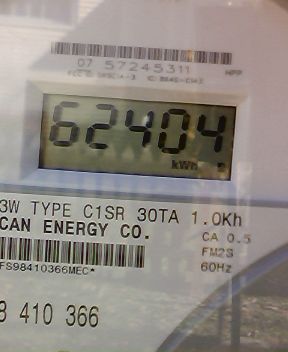 07 57245311 HPP
62404
kWh
3W TYPE C1SR 30TA 1.0Kh
CAN ENERGY CO.
CA 0.5
FM2S
60Hz
FS98410366MEC*
8 410 366